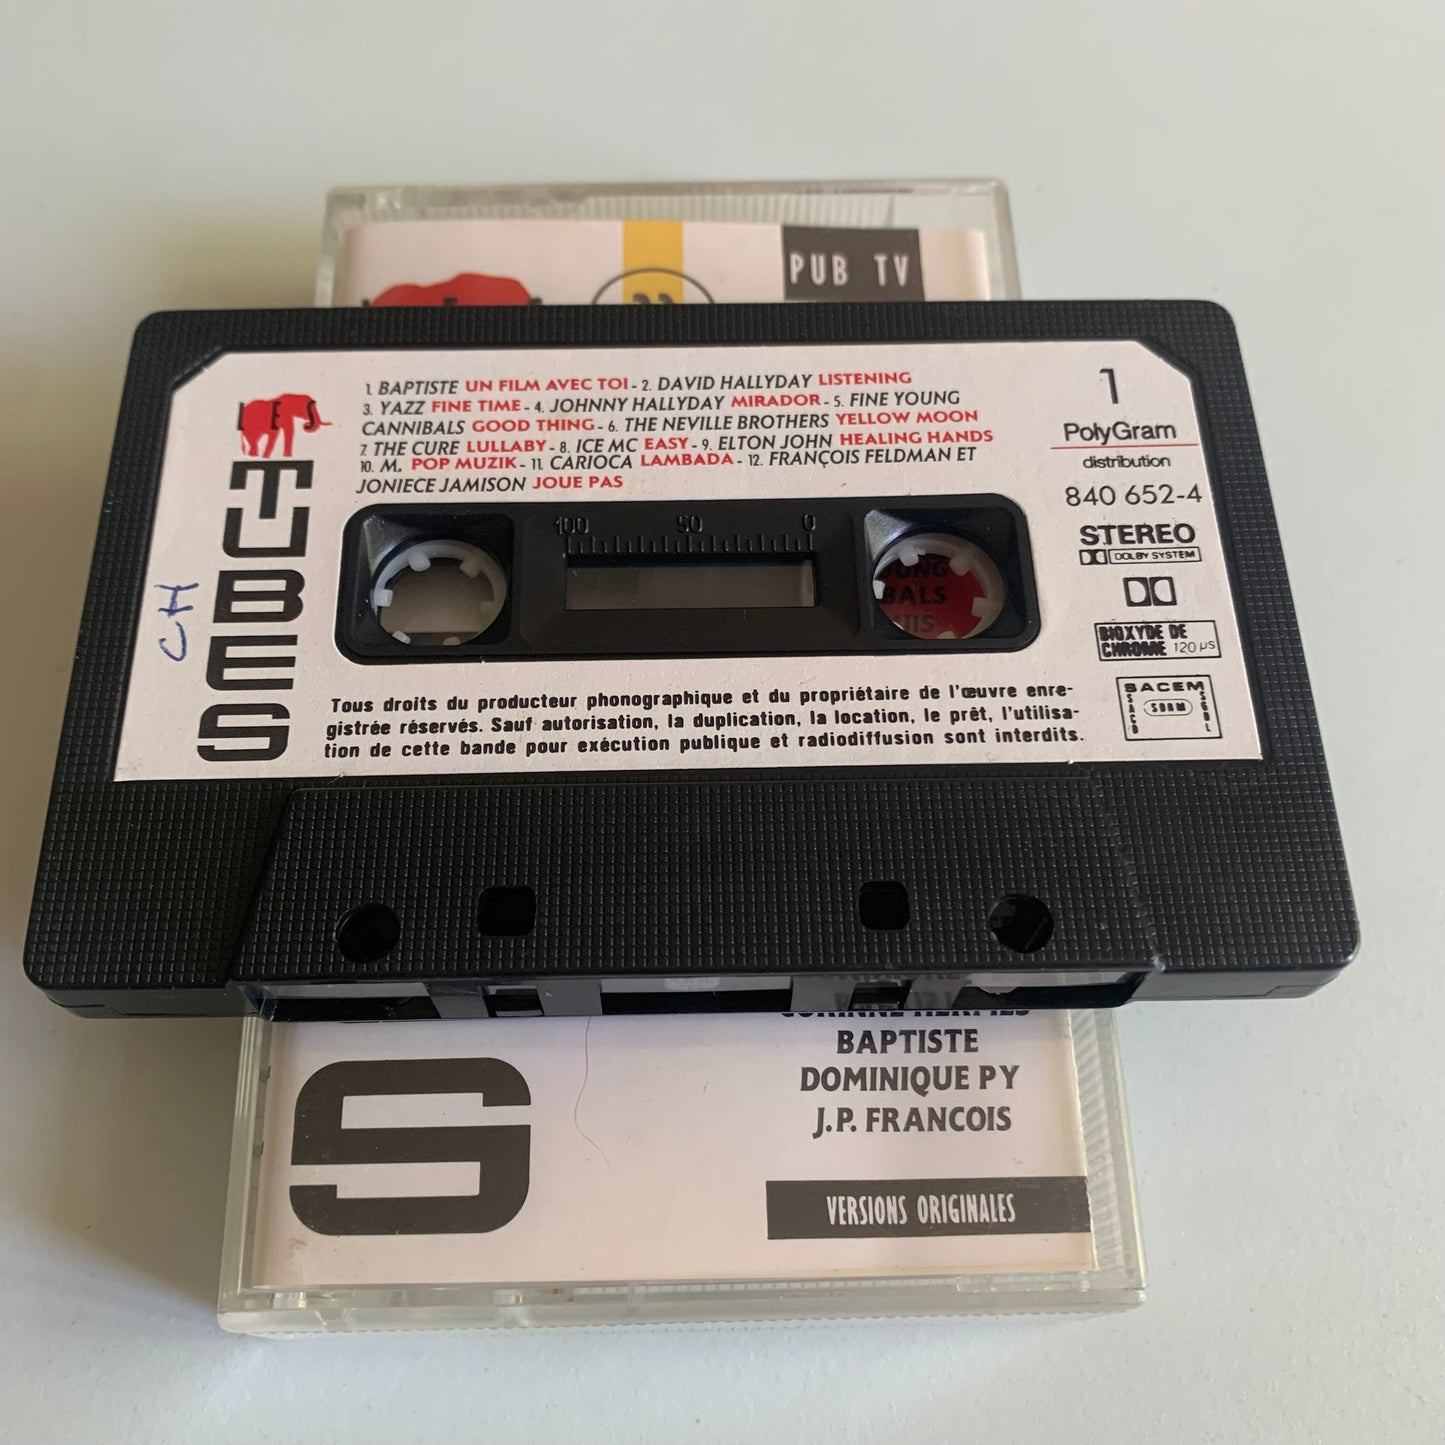 PUB TV
LES
TUBES
CH
1. BAPTISTE UN FILM AVEC TOI - 2. DAVID HALLYDAY LISTENING
3. YAZZ FINE TIME - 4. JOHNNY HALLYDAY MIRADOR - 5. FINE YOUNG
CANNIBALS GOOD THING - 6. THE NEVILLE BROTHERS YELLOW MOON
7. THE CURE LULLABY - 8. ICE MC EASY - 9. ELTON JOHN HEALING HANDS
10. M. POP MUZIK - 11. CARIOCA LAMBADA - 12. FRANÇOIS FELDMAN ET
JONIECE JAMISON JOUE PAS
1
PolyGram
distribution
840 652-4
STEREO
DOLBY SYSTEM
BIOXYDE DE
CHROME 120 µS
SACEM
SACD
SDRM
SGDL
100 50 0
Tous droits du producteur phonographique et du propriétaire de l'œuvre enre-
gistrée réservés. Sauf autorisation, la duplication, la location, le prêt, l'utilisa-
tion de cette bande pour exécution publique et radiodiffusion sont interdits.
S
BAPTISTE
DOMINIQUE PY
J.P. FRANCOIS
VERSIONS ORIGINALES